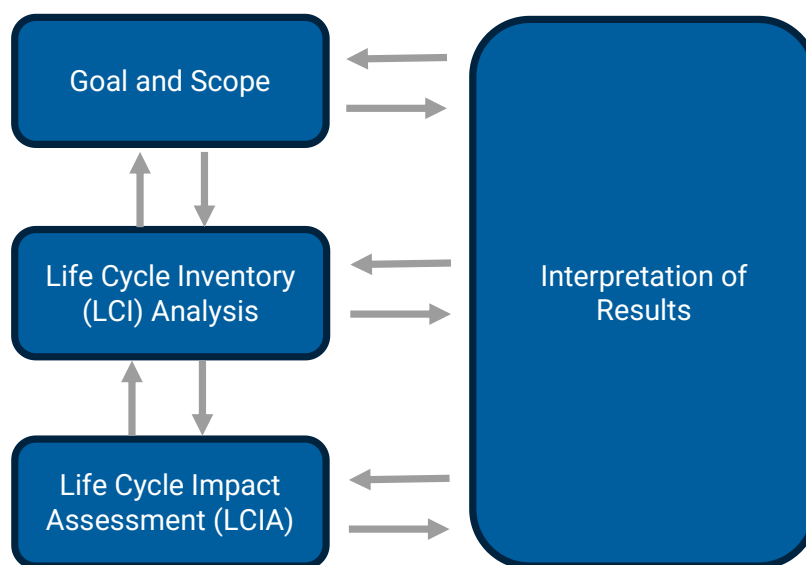 Goal and Scope
Life Cycle Inventory
(LCI) Analysis
Interpretation of
Results
Life Cycle Impact
Assessment (LCIA)